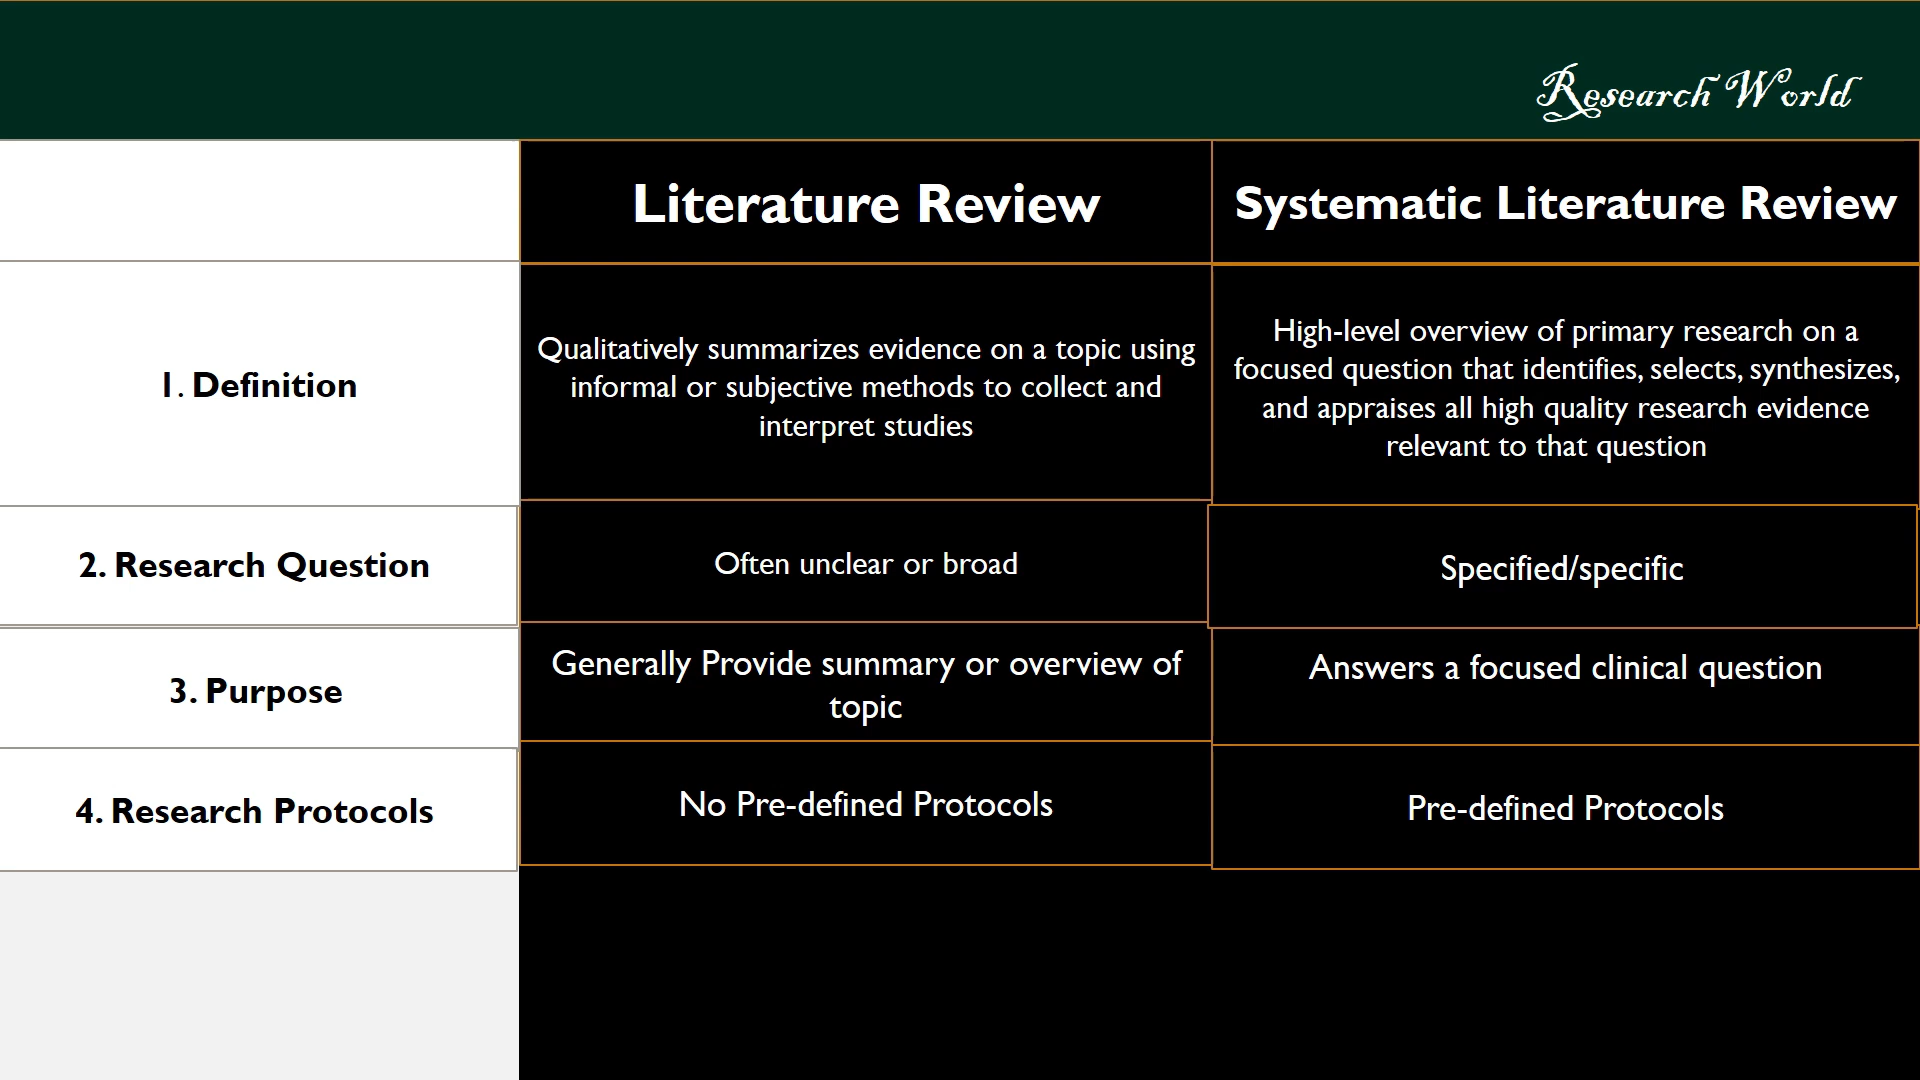 Research World
Literature Review
Systematic Literature Review
1. Definition
Qualitatively summarizes evidence on a topic using
informal or subjective methods to collect and
interpret studies
High-level overview of primary research on a
focused question that identifies, selects, synthesizes,
and appraises all high quality research evidence
relevant to that question
2. Research Question
Often unclear or broad
Specified/specific
3. Purpose
Generally Provide summary or overview of
topic
Answers a focused clinical question
4. Research Protocols
No Pre-defined Protocols
Pre-defined Protocols